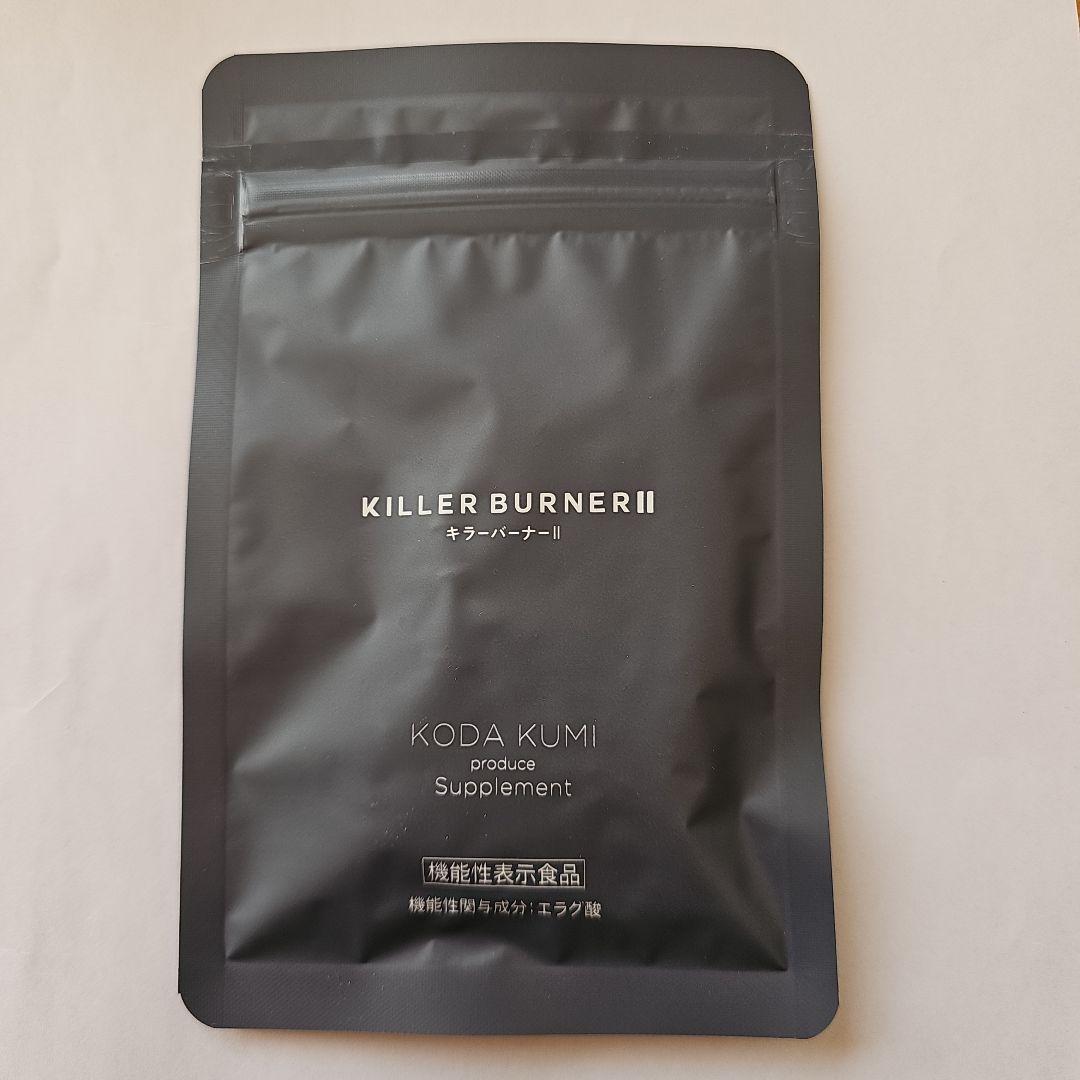 KILLER BURNERⅡ
キラーバーナーⅡ
KODA KUMI
produce
Supplement
機能性表示食品
機能性関与成分：エラグ酸